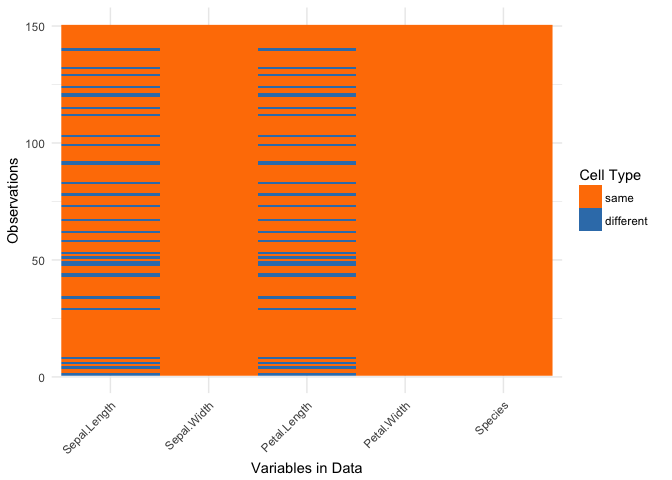 150
100
50
0
Observations
Sepal.Length
Sepal.Width
Petal.Length
Petal.Width
Species
Variables in Data
Cell Type
same
different